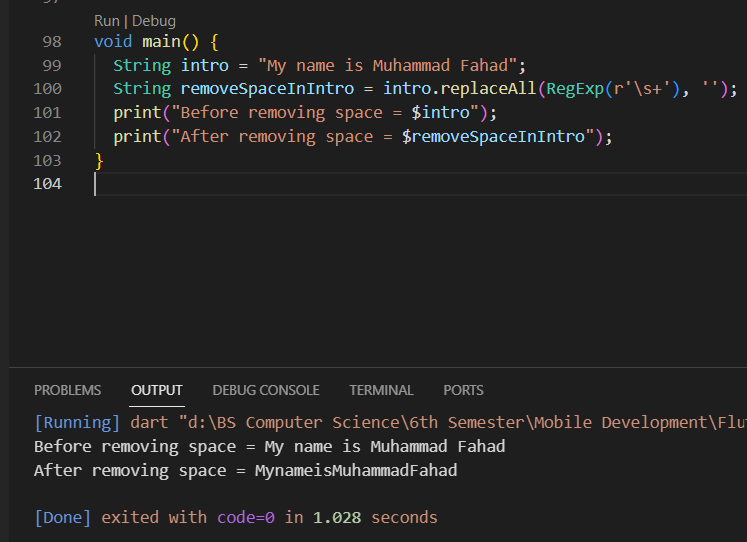 97
Run | Debug
98 void main() {
99 String intro = "My name is Muhammad Fahad";
100 String removeSpaceInIntro = intro.replaceAll(RegExp(r'\s+'), '');
101 print("Before removing space = $intro");
102 print("After removing space = $removeSpaceInIntro");
103 }
104
PROBLEMS OUTPUT DEBUG CONSOLE TERMINAL PORTS
[Running] dart "d:\BS Computer Science\6th Semester\Mobile Development\Flu
Before removing space = My name is Muhammad Fahad
After removing space = MynameisMuhammadFahad
[Done] exited with code=0 in 1.028 seconds